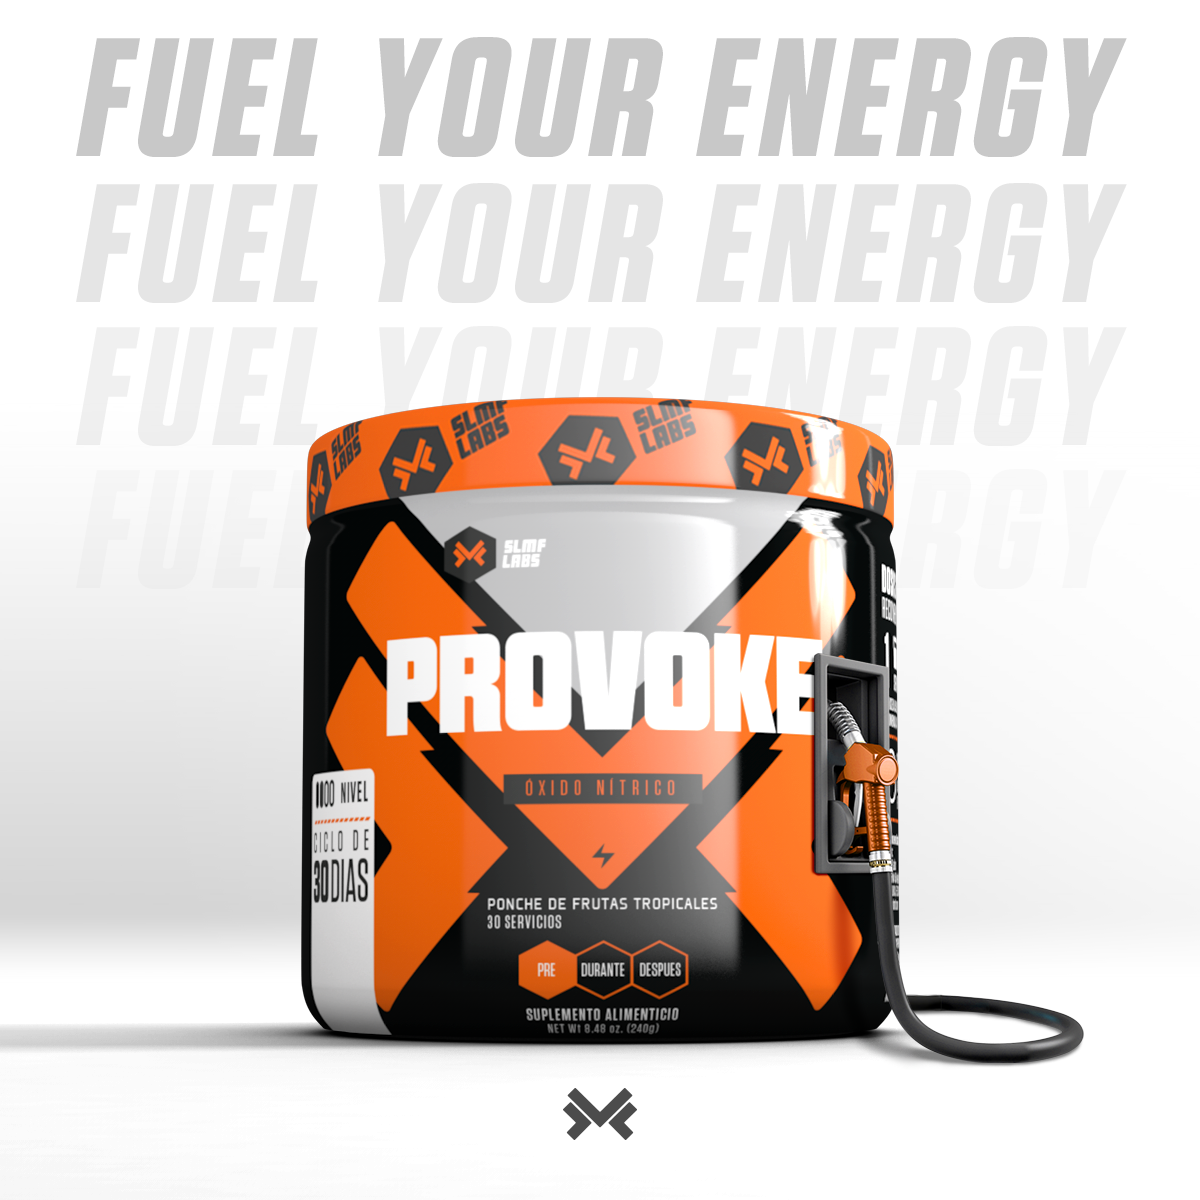 FUEL YOUR ENERGY
FUEL YOUR ENERGY
FUEL YOUR ENERGY
FUEL ENERGY
SLMF
LABS
SLMF
LABS
SLMF
LABS
SLMF
LABS
PROVOKE
ÓXIDO NÍTRICO
NIVEL
CICLO DE
30 DIAS
PONCHE DE FRUTAS TROPICALES
30 SERVICIOS
PRE
DURANTE
DESPUES
SUPLEMENTO ALIMENTICIO
NET Wt 8.48 oz. (240g)